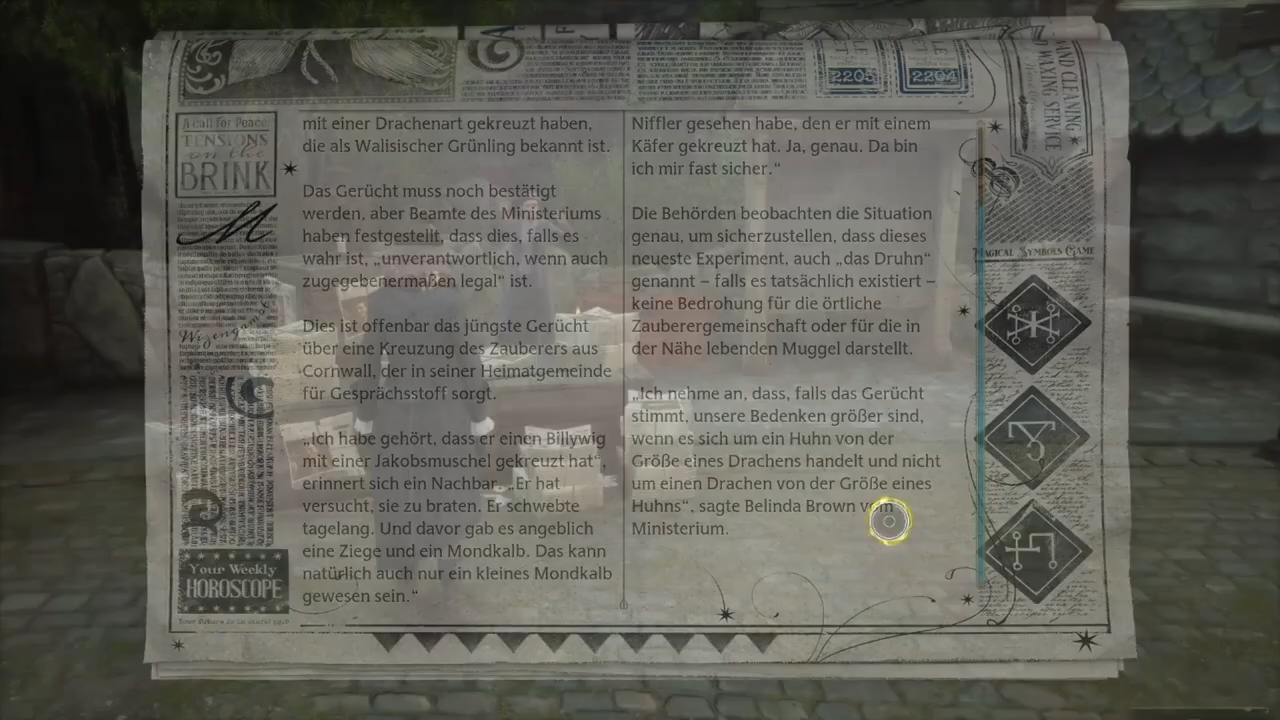 2205
2204
AND CLEANING
WAXING SERVICE
A call for Peace
TENSIONS
on the
BRINK
mit einer Drachenart gekreuzt haben,
die als Walisischer Grünling bekannt ist.
Das Gerücht muss noch bestätigt
werden, aber Beamte des Ministeriums
haben festgestellt, dass dies, falls es
wahr ist, „unverantwortlich, wenn auch
zugegebenermaßen legal“ ist.
Dies ist offenbar das jüngste Gerücht
über eine Kreuzung des Zauberers aus
Cornwall, der in seiner Heimatgemeinde
für Gesprächsstoff sorgt.
„Ich habe gehört, dass er einen Billywig
mit einer Jakobsmuschel gekreuzt hat“,
erinnert sich ein Nachbar. „Er hat
versucht, sie zu braten. Er schwebte
tagelang. Und davor gab es angeblich
eine Ziege und ein Mondkalb. Das kann
natürlich auch nur ein kleines Mondkalb
gewesen sein.“
Niffler gesehen habe, den er mit einem
Käfer gekreuzt hat. Ja, genau. Da bin
ich mir fast sicher.“
Die Behörden beobachten die Situation
genau, um sicherzustellen, dass dieses
neueste Experiment, auch „das Druhn“
genannt – falls es tatsächlich existiert –
keine Bedrohung für die örtliche
Zauberergemeinschaft oder für die in
der Nähe lebenden Muggel darstellt.
„Ich nehme an, dass, falls das Gerücht
stimmt, unsere Bedenken größer sind,
wenn es sich um ein Huhn von der
Größe eines Drachens handelt und nicht
um einen Drachen von der Größe eines
Huhns“, sagte Belinda Brown vom
Ministerium.
MAGICAL SYMBOLS GAME
Your Weekly
HOROSCOPE